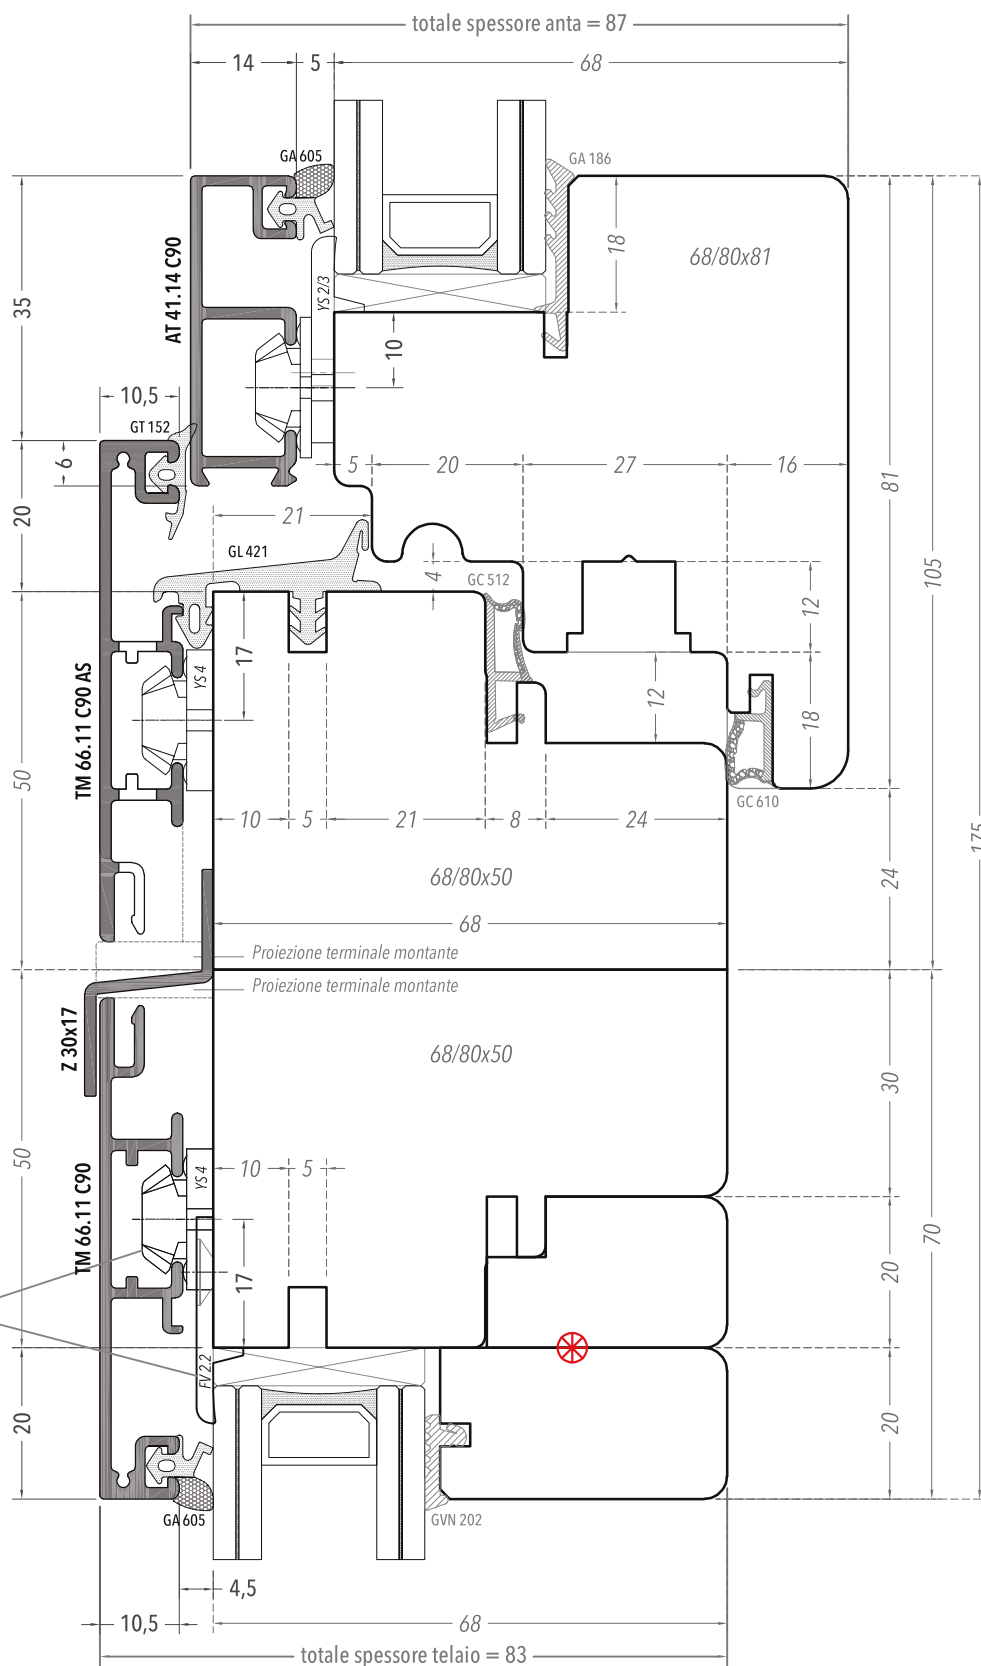 totale spessore anta = 87
14
5
68
GA 605
GA 186
18
68/80x81
AT 41.14 C90
YS 2/3
35
10
10,5
GT 152
6
5
20
27
16
81
20
21
GL 421
4
GC 512
105
12
17
TM 66.11 C90 AS
YS 4
12
18
50
GC 610
10
5
21
8
24
175
68/80x50
24
68
Proiezione terminale montante
Proiezione terminale montante
Z 30x17
68/80x50
30
50
10
5
YS 4
TM 66.11 C90
70
17
20
FV 2.2
20
20
GA 605
GVN 202
4,5
10,5
68
totale spessore telaio = 83